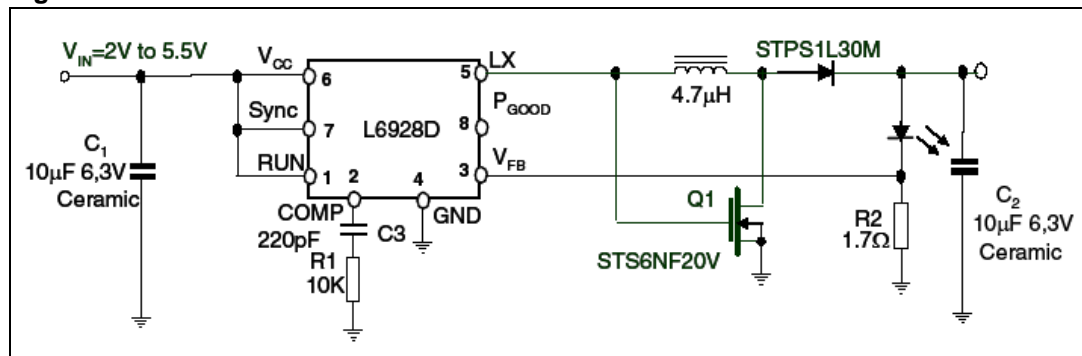 V_IN=2V to 5.5V
V_CC
6
Sync
7
RUN
1
L6928D
5
LX
P_GOOD
8
3
V_FB
2
4
COMP
GND
220pF
C3
R1
10K
C_1
10µF 6,3V
Ceramic
4.7µH
STPS1L30M
Q1
STS6NF20V
R2
1.7Ω
C_2
10µF 6,3V
Ceramic